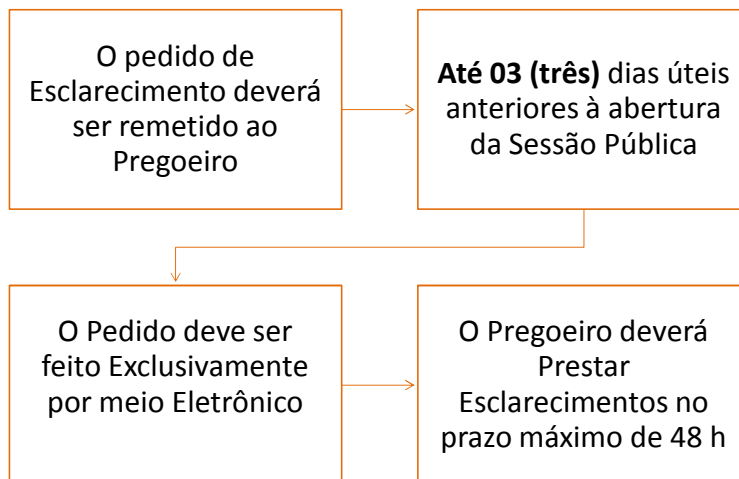 O pedido de
Esclarecimento deverá
ser remetido ao
Pregoeiro
Até 03 (três) dias úteis
anteriores à abertura
da Sessão Pública
O Pedido deve ser
feito Exclusivamente
por meio Eletrônico
O Pregoeiro deverá
Prestar
Esclarecimentos no
prazo máximo de 48 h